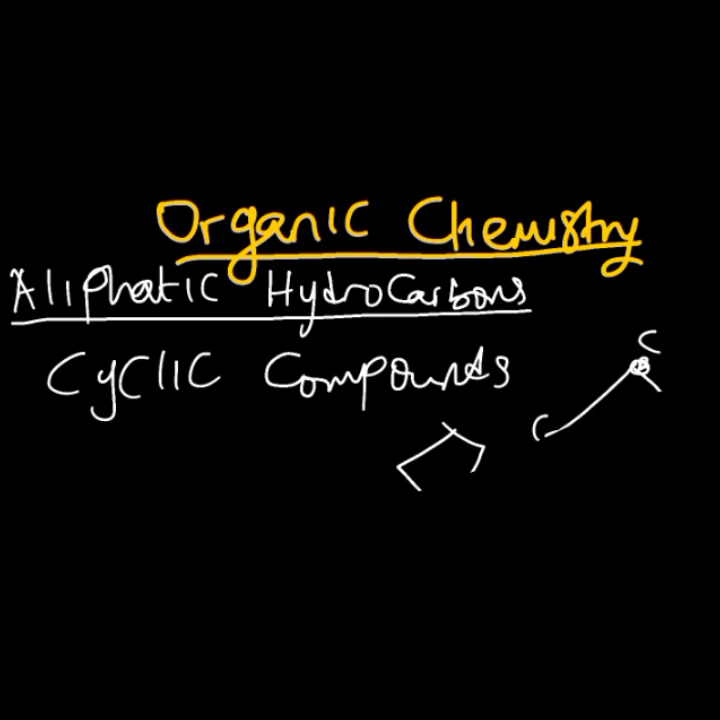 Organic Chemistry
Aliphatic HydroCarbons
Cyclic Compounds
C
C